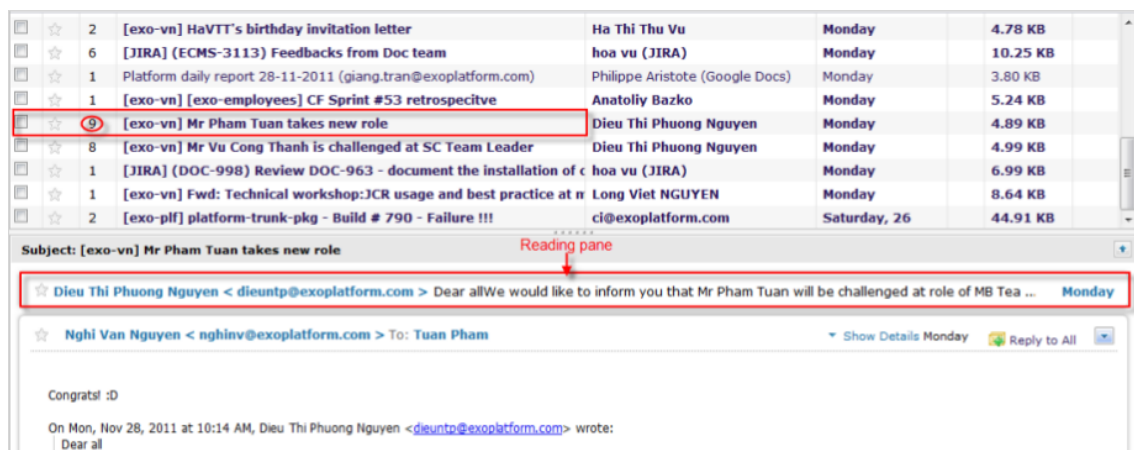 2 [exo-vn] HaVTT's birthday invitation letter Ha Thi Thu Vu Monday 4.78 KB
6 [JIRA] (ECMS-3113) Feedbacks from Doc team hoa vu (JIRA) Monday 10.25 KB
1 Platform daily report 28-11-2011 (giang.tran@exoplatform.com) Philippe Aristote (Google Docs) Monday 3.80 KB
1 [exo-vn] [exo-employees] CF Sprint #53 retrospecitve Anatoliy Bazko Monday 5.24 KB
9 [exo-vn] Mr Pham Tuan takes new role Dieu Thi Phuong Nguyen Monday 4.89 KB
8 [exo-vn] Mr Vu Cong Thanh is challenged at SC Team Leader Dieu Thi Phuong Nguyen Monday 4.99 KB
1 [JIRA] (DOC-998) Review DOC-963 - document the installation of c hoa vu (JIRA) Monday 6.99 KB
1 [exo-vn] Fwd: Technical workshop:JCR usage and best practice at m Long Viet NGUYEN Monday 8.64 KB
2 [exo-plf] platform-trunk-pkg - Build # 790 - Failure !!! ci@exoplatform.com Saturday, 26 44.91 KB
Subject: [exo-vn] Mr Pham Tuan takes new role Reading pane
Dieu Thi Phuong Nguyen < dieuntp@exoplatform.com > Dear allWe would like to inform you that Mr Pham Tuan will be challenged at role of MB Tea ... Monday
Nghi Van Nguyen < nghinv@exoplatform.com > To: Tuan Pham Show Details Monday Reply to All
Congrats! :D
On Mon, Nov 28, 2011 at 10:14 AM, Dieu Thi Phuong Nguyen <dieuntp@exoplatform.com> wrote:
Dear all